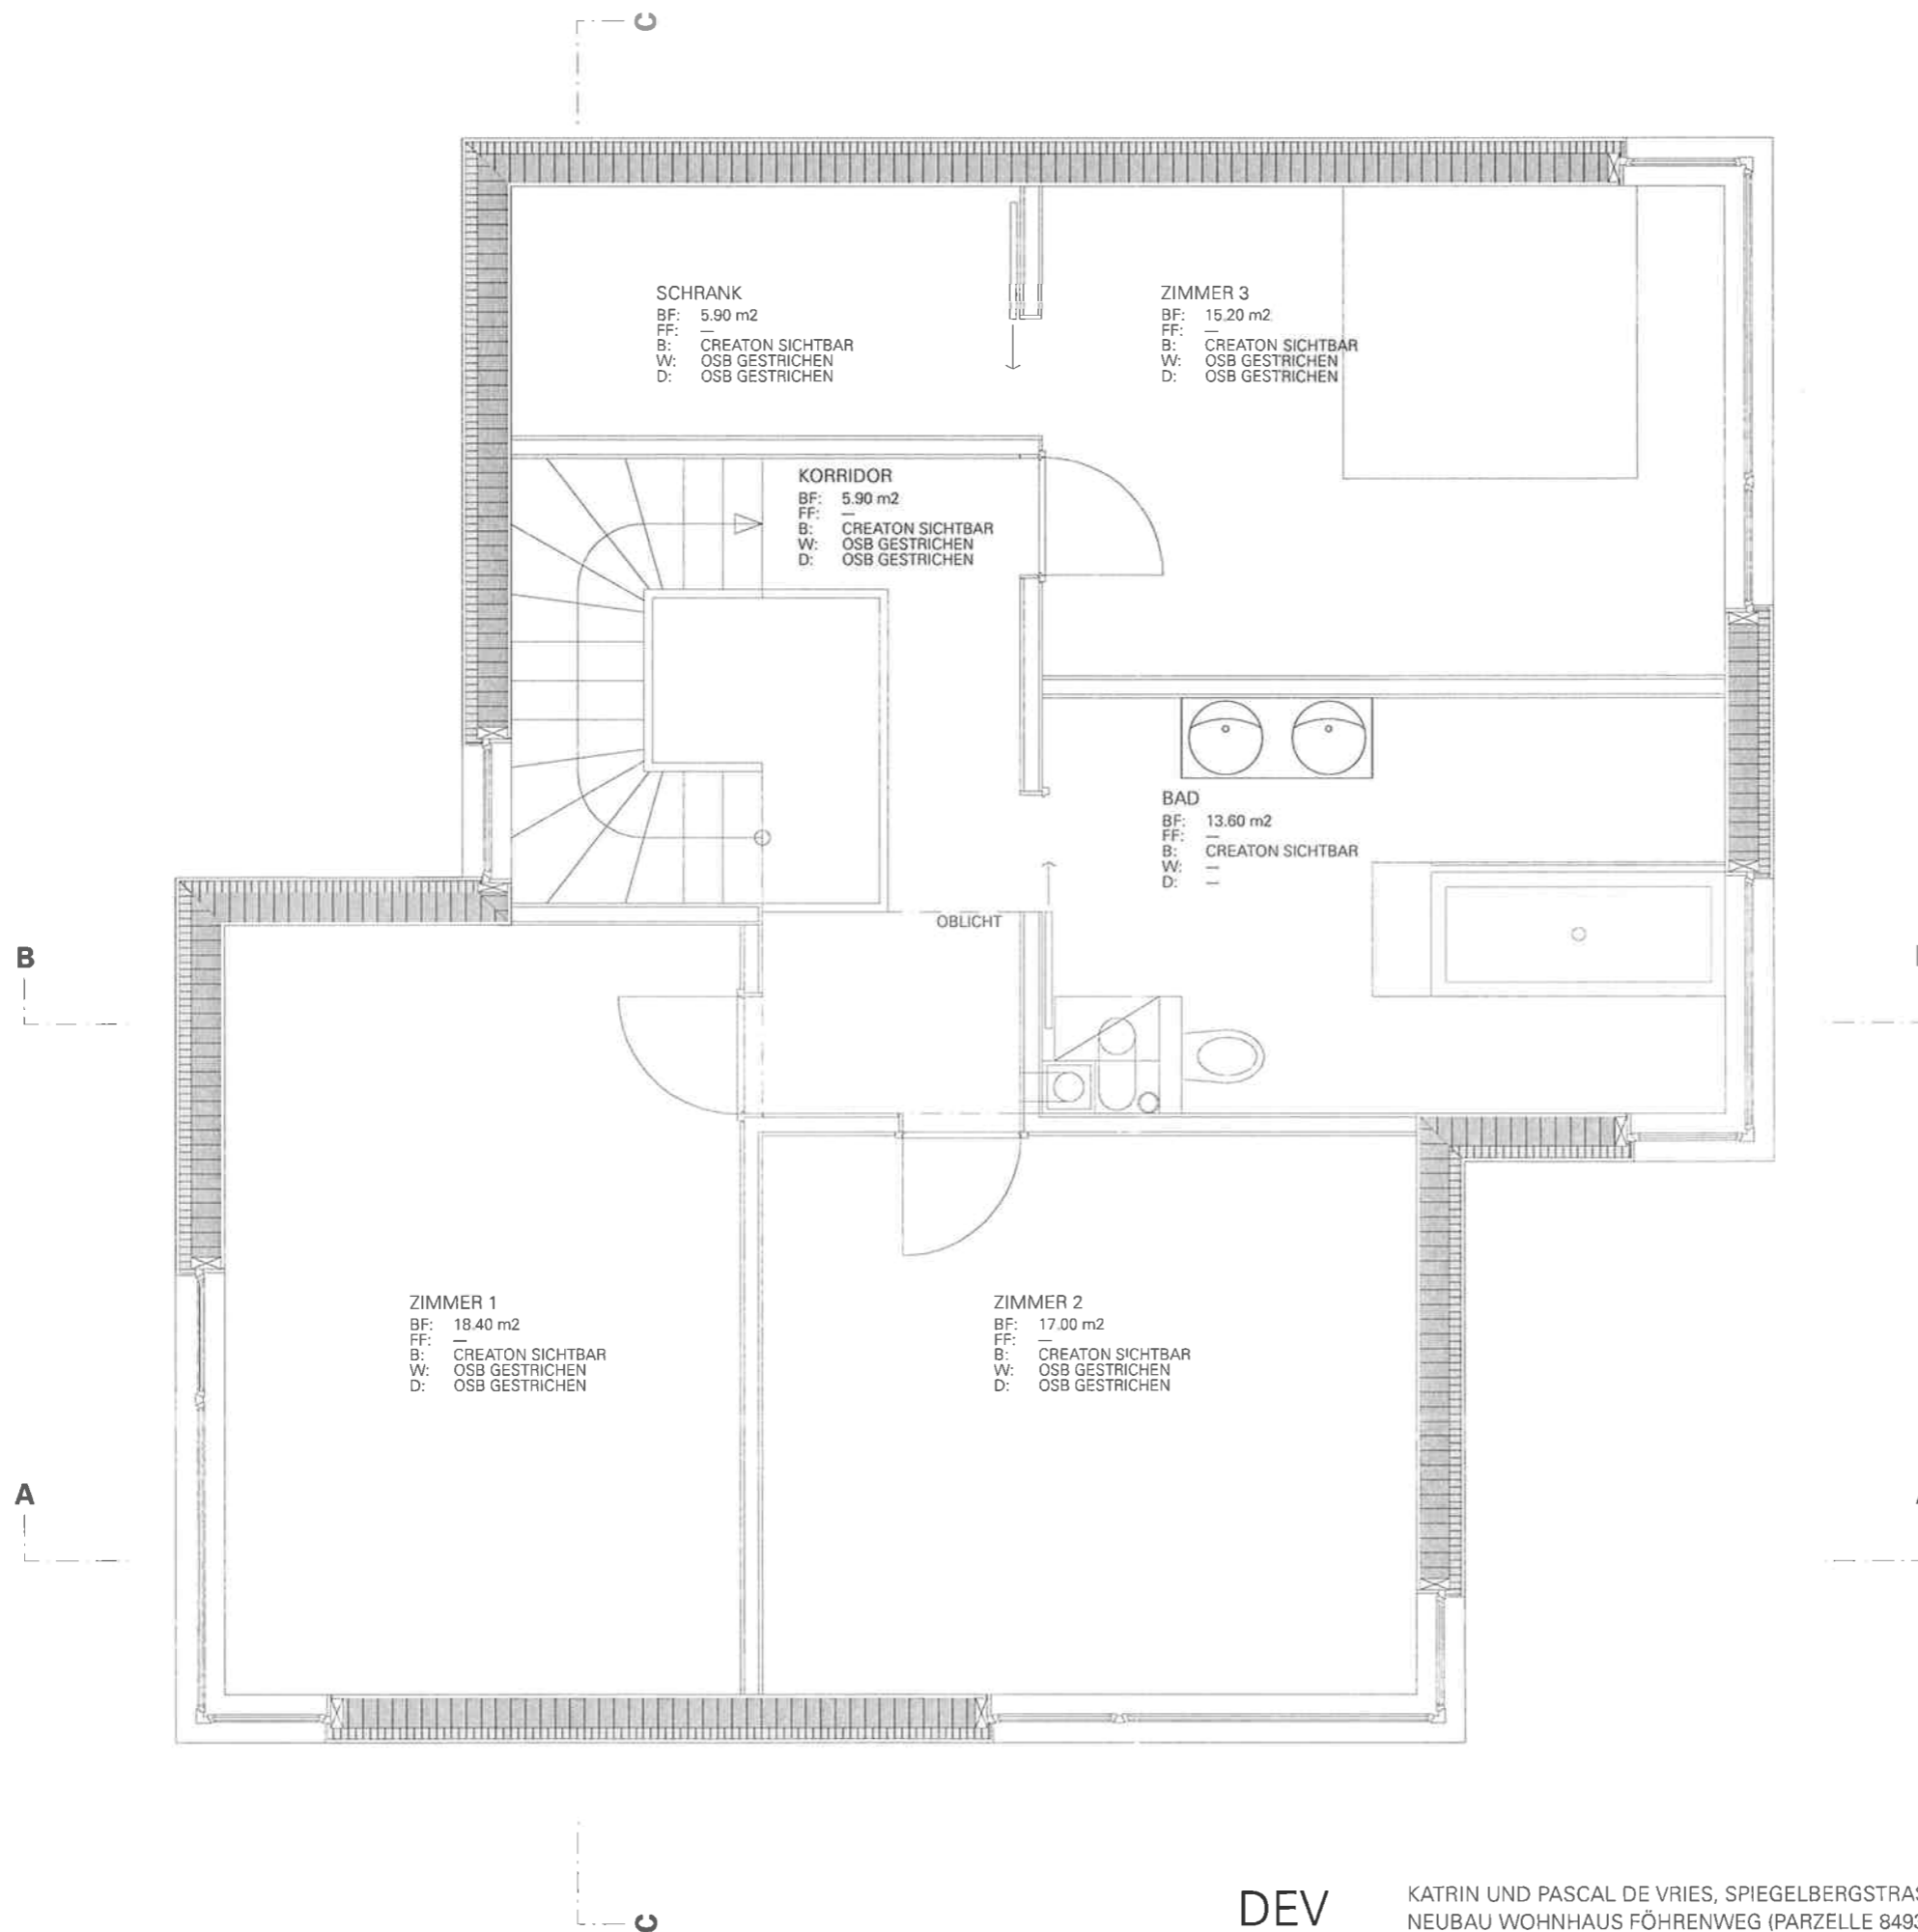 C
SCHRANK
BF: 5.90 m2
FF: —
B: CREATON SICHTBAR
W: OSB GESTRICHEN
D: OSB GESTRICHEN
ZIMMER 3
BF: 15.20 m2
FF: —
B: CREATON SICHTBAR
W: OSB GESTRICHEN
D: OSB GESTRICHEN
KORRIDOR
BF: 5.90 m2
FF: —
B: CREATON SICHTBAR
W: OSB GESTRICHEN
D: OSB GESTRICHEN
BAD
BF: 13.60 m2
FF: —
B: CREATON SICHTBAR
W: —
D: —
OBLICHT
B
ZIMMER 1
BF: 18.40 m2
FF: —
B: CREATON SICHTBAR
W: OSB GESTRICHEN
D: OSB GESTRICHEN
ZIMMER 2
BF: 17.00 m2
FF: —
B: CREATON SICHTBAR
W: OSB GESTRICHEN
D: OSB GESTRICHEN
A
C
DEV
KATRIN UND PASCAL DE VRIES,
NEUBAU WOHNHAUS FÖHRENWEG (PARZELLE